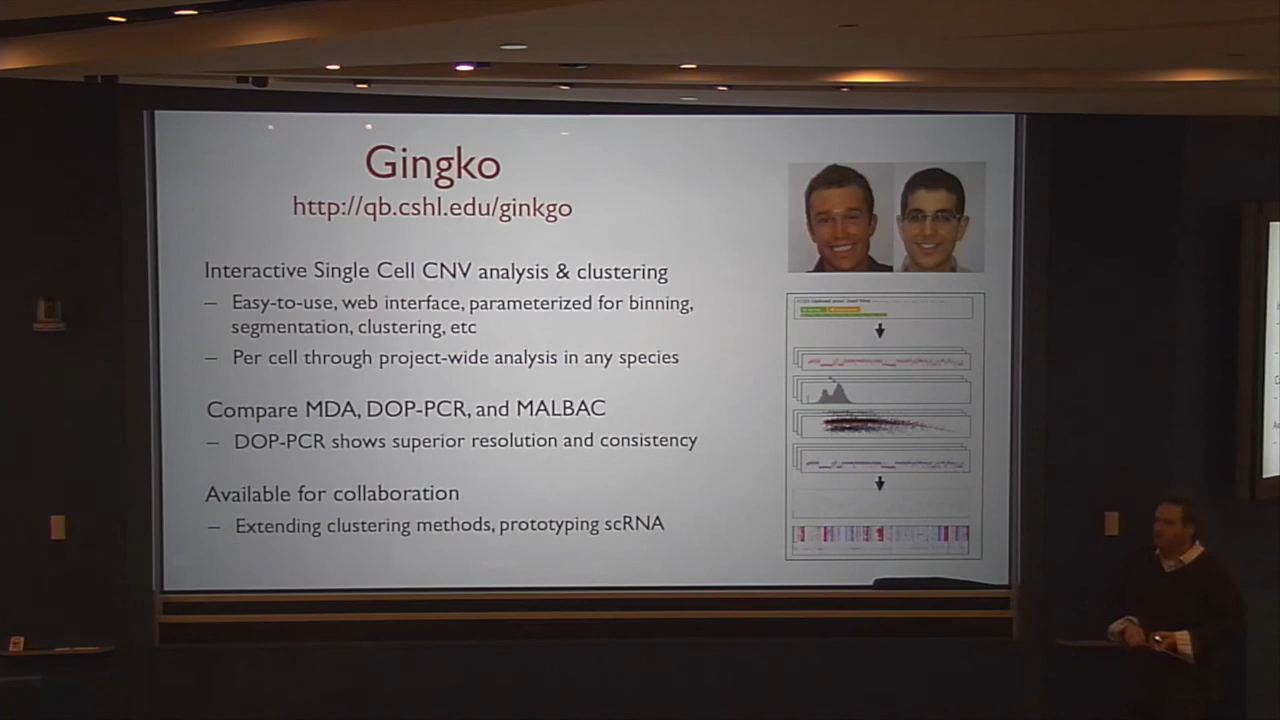 Gingko
http://qb.cshl.edu/ginkgo
Interactive Single Cell CNV analysis & clustering
– Easy-to-use, web interface, parameterized for binning,
segmentation, clustering, etc
– Per cell through project-wide analysis in any species
Compare MDA, DOP-PCR, and MALBAC
– DOP-PCR shows superior resolution and consistency
Available for collaboration
– Extending clustering methods, prototyping scRNA